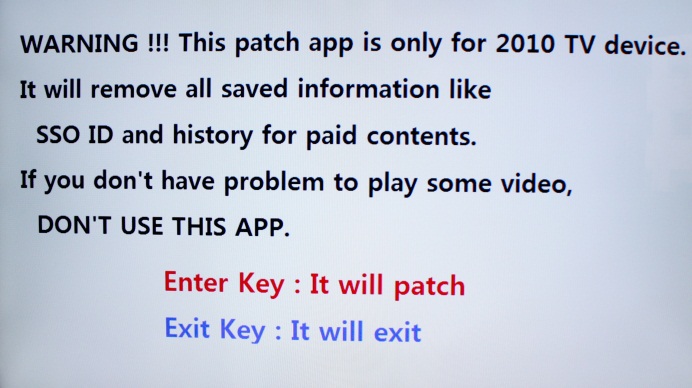 WARNING !!! This patch app is only for 2010 TV device.
It will remove all saved information like
SSO ID and history for paid contents.
If you don't have problem to play some video,
DON'T USE THIS APP.
Enter Key : It will patch
Exit Key : It will exit